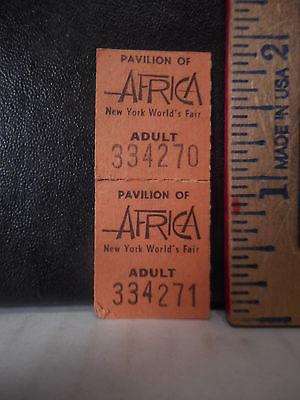 PAVILION OF
AFRICA
New York World's Fair
ADULT
334270
PAVILION OF
AFRICA
New York World's Fair
ADULT
334271
1
2
MADE IN USA